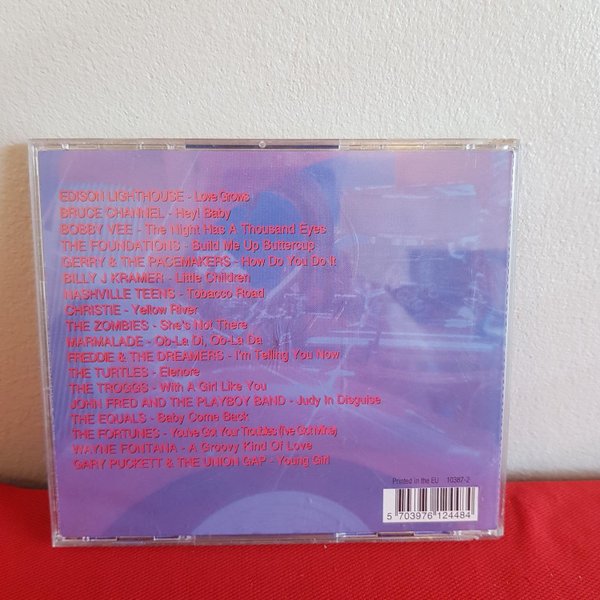 EDISON LIGHTHOUSE - Love Grows
BRUCE CHANNEL - Hey! Baby
BOBBY VEE - The Night Has A Thousand Eyes
THE FOUNDATIONS - Build Me Up Buttercup
GERRY & THE PACEMAKERS - How Do You Do It
BILLY J KRAMER - Little Children
NASHVILLE TEENS - Tobacco Road
CHRISTIE - Yellow River
THE ZOMBIES - She's Not There
MARMALADE - Ob-La Di, Ob-La Da
FREDDIE & THE DREAMERS - I'm Telling You Now
THE TURTLES - Elenore
THE TROGGS - With A Girl Like You
JOHN FRED AND THE PLAYBOY BAND - Judy In Disguise
THE EQUALS - Baby Come Back
THE FORTUNES - You've Got Your Troubles (I've Got Mine)
WAYNE FONTANA - A Groovy Kind Of Love
GARY PUCKETT & THE UNION GAP - Young Girl
Printed in the EU 10387-2
5 703976 124484